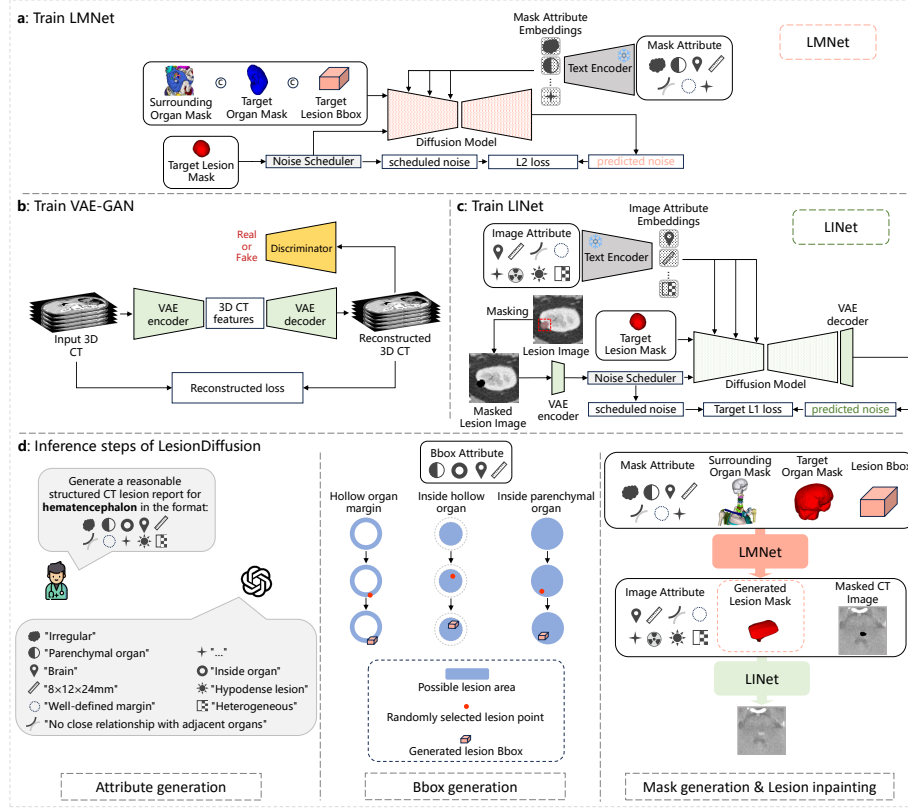 a: Train LMNet
Mask Attribute
Embeddings
Text Encoder
Mask Attribute
LMNet
Surrounding
Organ Mask
C
Target
Organ Mask
C
Target
Lesion Bbox
Diffusion Model
Target Lesion
Mask
Noise Scheduler
scheduled noise
L2 loss
predicted noise
b: Train VAE-GAN
Real
or
Fake
Discriminator
Input 3D
CT
VAE
encoder
3D CT
features
VAE
decoder
Reconstructed
3D CT
Reconstructed loss
c: Train LINet
Image Attribute
Text Encoder
Image Attribute
Embeddings
LINet
Masking
Lesion Image
Masked
Lesion Image
VAE
encoder
Target
Lesion Mask
Noise Scheduler
Diffusion Model
VAE
decoder
scheduled noise
Target L1 loss
predicted noise
d: Inference steps of LesionDiffusion
Generate a reasonable
structured CT lesion report for
hematencephalon in the format:
"Irregular"
"Parenchymal organ"
"..."
"Brain"
"Inside organ"
"8×12×24mm"
"Hypodense lesion"
"Well-defined margin"
"Heterogeneous"
"No close relationship with adjacent organs"
Attribute generation
Bbox Attribute
Hollow organ
margin
Inside hollow
organ
Inside parenchymal
organ
Possible lesion area
Randomly selected lesion point
Generated lesion Bbox
Bbox generation
Mask Attribute
Surrounding
Organ Mask
Target
Organ Mask
Lesion Bbox
LMNet
Image Attribute
Generated
Lesion Mask
Masked CT
Image
LINet
Mask generation & Lesion inpainting